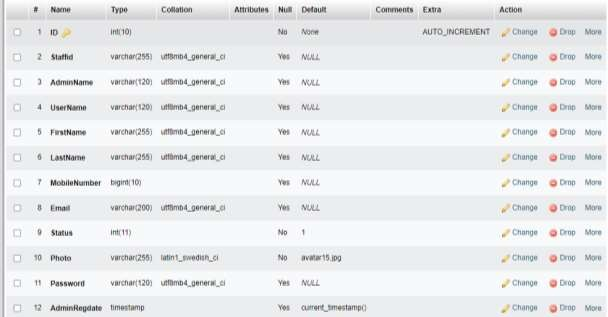 # Name Type Collation Attributes Null Default Comments Extra Action
1 ID int(10) No None AUTO_INCREMENT Change Drop More
2 Staffid varchar(255) utf8mb4_general_ci Yes NULL Change Drop More
3 AdminName varchar(120) utf8mb4_general_ci Yes NULL Change Drop More
4 UserName varchar(120) utf8mb4_general_ci Yes NULL Change Drop More
5 FirstName varchar(255) utf8mb4_general_ci Yes NULL Change Drop More
6 LastName varchar(255) utf8mb4_general_ci Yes NULL Change Drop More
7 MobileNumber bigint(10) Yes NULL Change Drop More
8 Email varchar(200) utf8mb4_general_ci Yes NULL Change Drop More
9 Status int(11) No 1 Change Drop More
10 Photo varchar(255) latin1_swedish_ci No avatar15.jpg Change Drop More
11 Password varchar(120) utf8mb4_general_ci Yes NULL Change Drop More
12 AdminRegdate timestamp Yes current_timestamp() Change Drop More